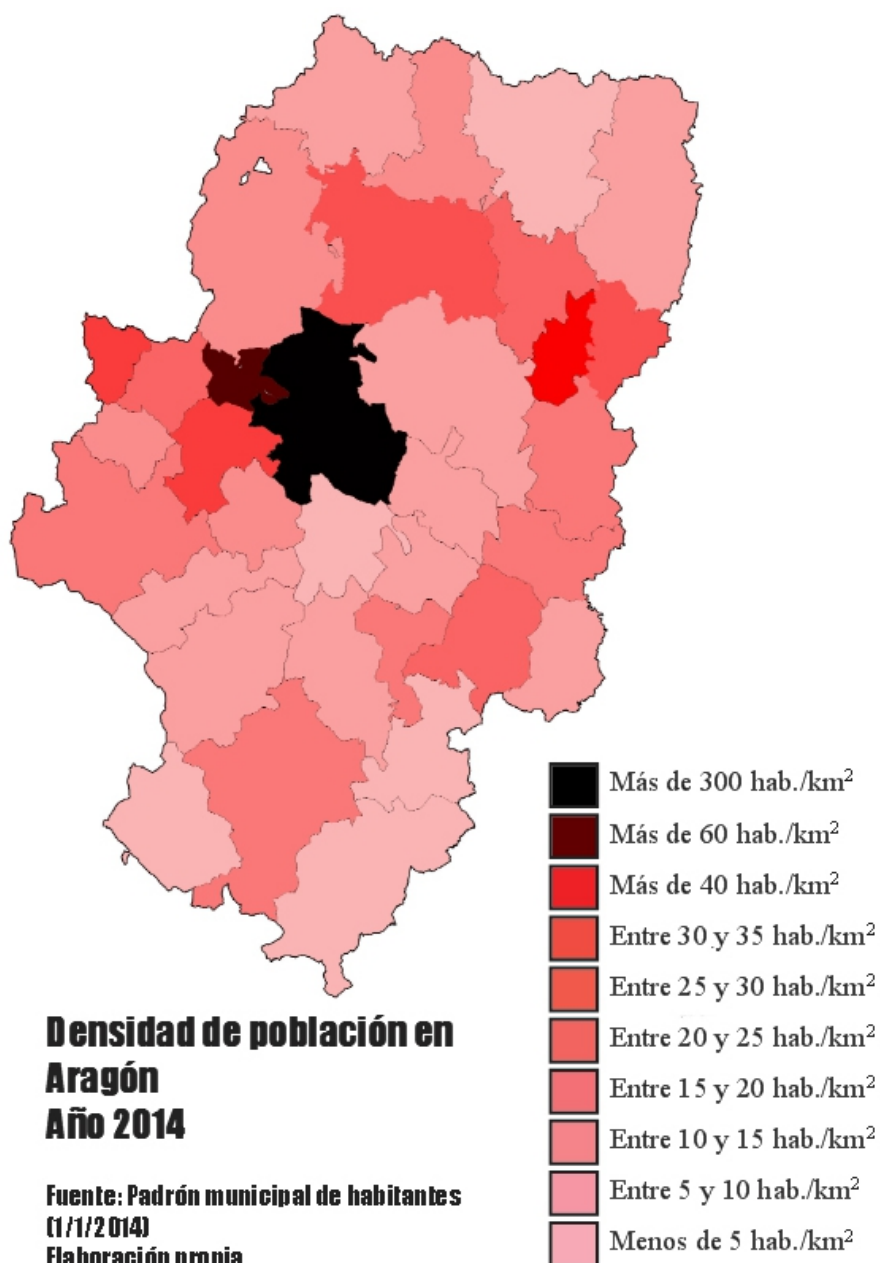 Más de 300 hab./km²
Más de 60 hab./km²
Más de 40 hab./km²
Entre 30 y 35 hab./km²
Entre 25 y 30 hab./km²
Entre 20 y 25 hab./km²
Entre 15 y 20 hab./km²
Entre 10 y 15 hab./km²
Entre 5 y 10 hab./km²
Menos de 5 hab./km²
Densidad de población en
Aragón
Año 2014
Fuente: Padrón municipal de habitantes
(1/1/2014)
Elaboración propia